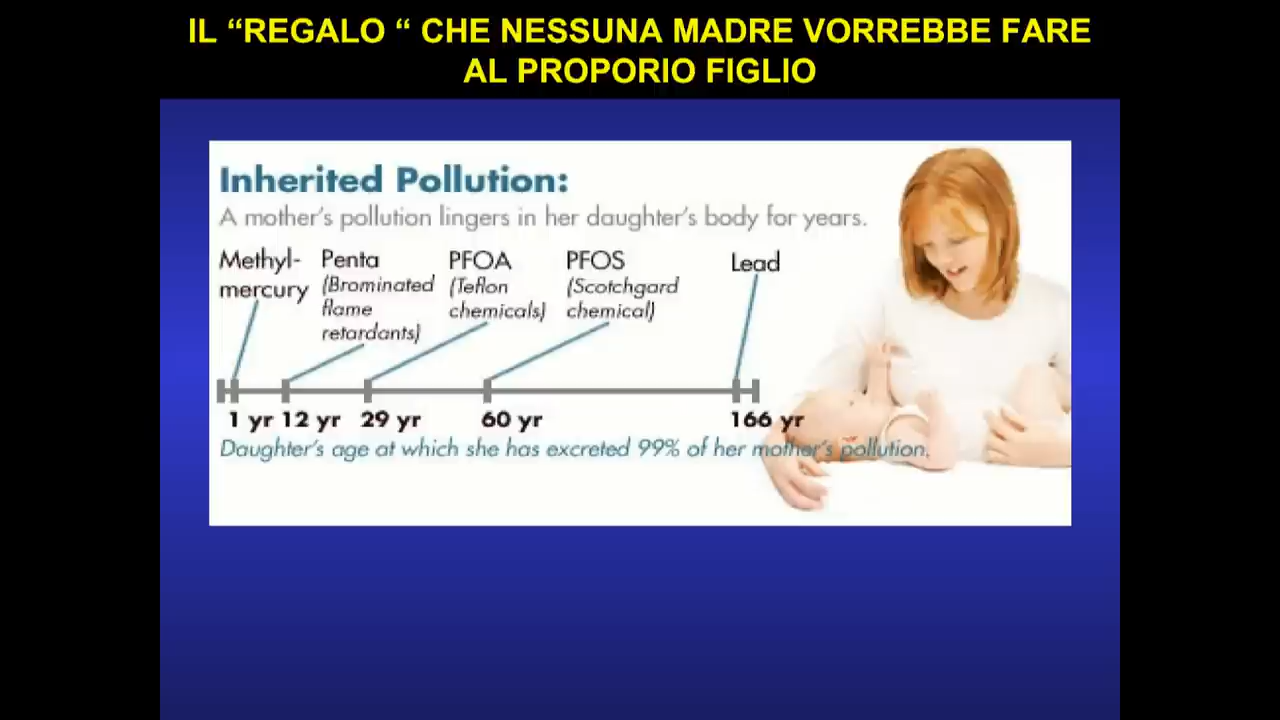 IL “REGALO “ CHE NESSUNA MADRE VORREBBE FARE
AL PROPORIO FIGLIO
Inherited Pollution:
A mother's pollution lingers in her daughter's body for years.
Methyl-
mercury
Penta
(Brominated
flame
retardants)
PFOA
(Teflon
chemicals)
PFOS
(Scotchgard
chemical)
Lead
1 yr 12 yr 29 yr 60 yr 166 yr
Daughter's age at which she has excreted 99% of her mother's pollution.